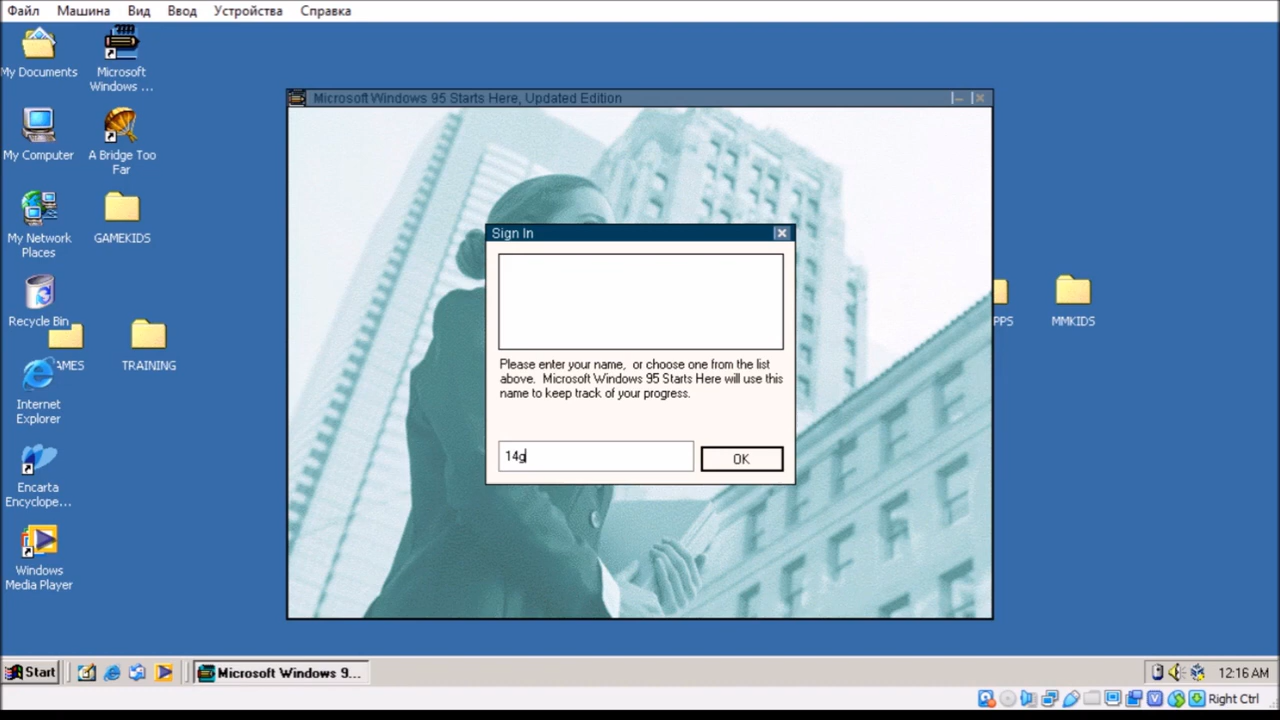 Файл Машина Вид Ввод Устройства Справка
My Documents
Microsoft
Windows ...
My Computer
A Bridge Too
Far
My Network
Places
GAMEKIDS
Recycle Bin
AMES
TRAINING
Internet
Explorer
Encarta
Encyclope...
Windows
Media Player
Microsoft Windows 95 Starts Here, Updated Edition
Sign In
Please enter your name, or choose one from the list
above. Microsoft Windows 95 Starts Here will use this
name to keep track of your progress.
14g
OK
PPS
MMKIDS
Start
Microsoft Windows 9...
12:16 AM
Right Ctrl